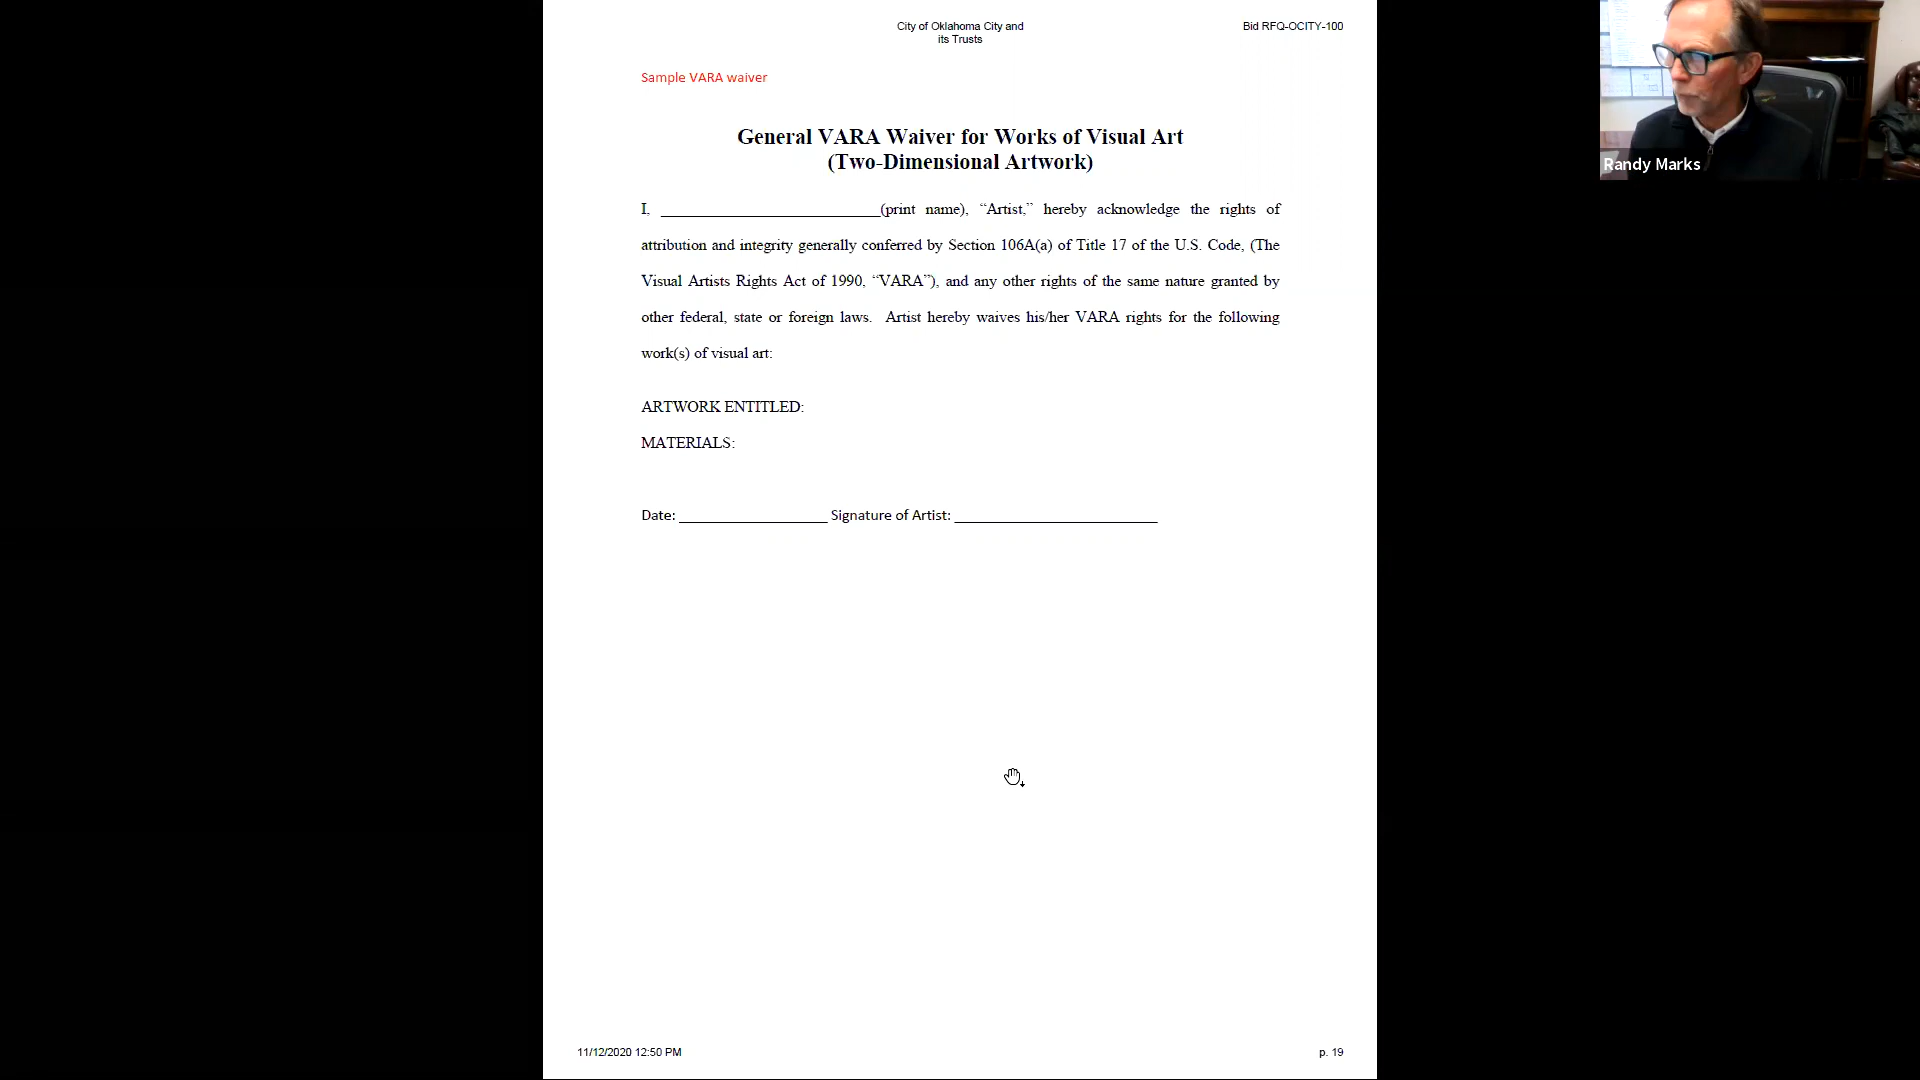 City of Oklahoma City and
its Trusts
Bid RFQ-OCITY-100
Sample VARA waiver
General VARA Waiver for Works of Visual Art
(Two-Dimensional Artwork)
I, ____________________________(print name), “Artist,” hereby acknowledge the rights of
attribution and integrity generally conferred by Section 106A(a) of Title 17 of the U.S. Code, (The
Visual Artists Rights Act of 1990, “VARA”), and any other rights of the same nature granted by
other federal, state or foreign laws.  Artist hereby waives his/her VARA rights for the following
work(s) of visual art:
ARTWORK ENTITLED:
MATERIALS:
Date: ___________________ Signature of Artist: __________________________
11/12/2020 12:50 PM
p. 19
Randy Marks